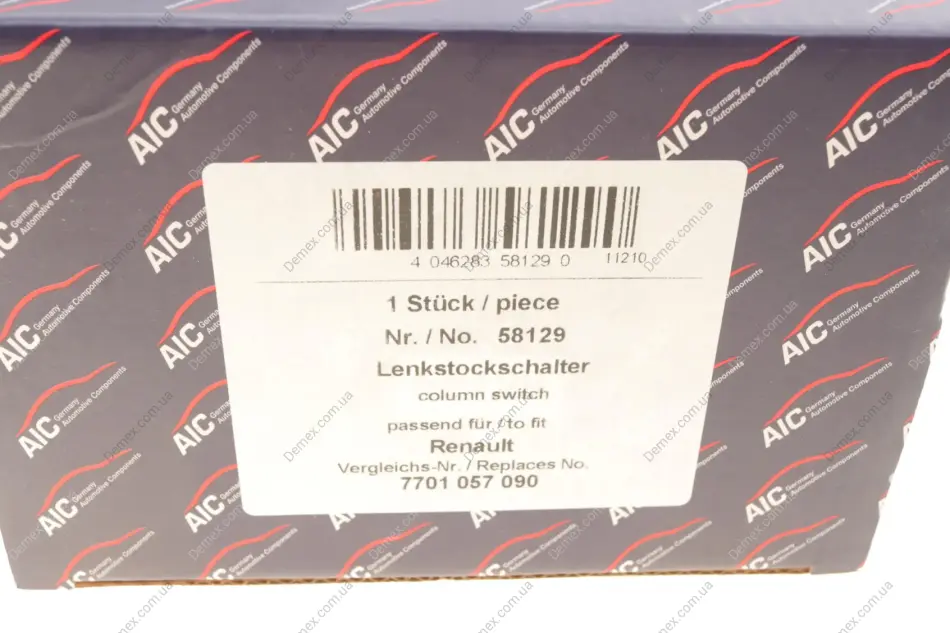 AIC Germany
Automotive Components
4 046283 58129 0
11210
1 Stück / piece
Nr. / No. 58129
Lenkstockschalter
column switch
passend für / to fit
Renault
Vergleichs-Nr. / Replaces No.
7701 057 090
Demex.com.ua